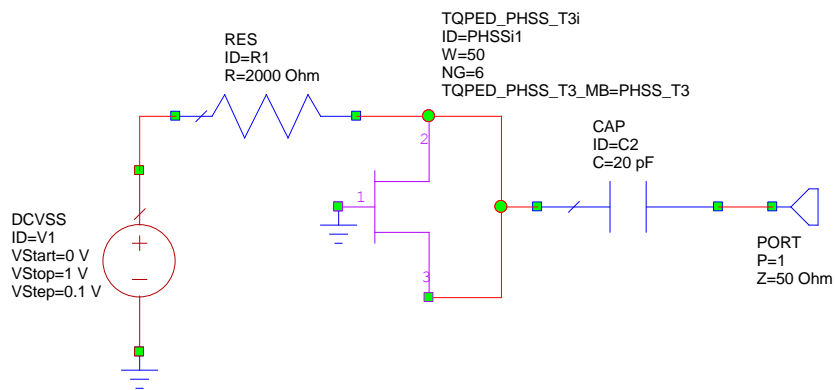 TQPED_PHSS_T3i
ID=PHSSi1
W=50
NG=6
TQPED_PHSS_T3_MB=PHSS_T3
RES
ID=R1
R=2000 Ohm
CAP
ID=C2
C=20 pF
2
1
3
DCVSS
ID=V1
VStart=0 V
VStop=1 V
VStep=0.1 V
PORT
P=1
Z=50 Ohm